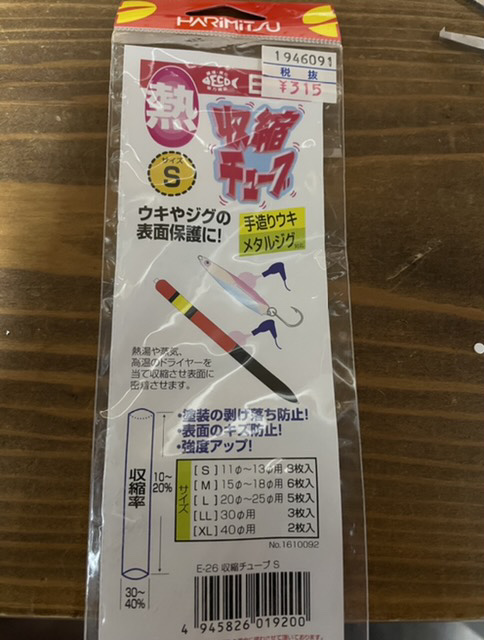 HARIMITSU
1946091
税抜
¥315
熱
収縮
チューブ
サイズ
S
ウキやジグの
表面保護に!
手造りウキ
メタルジグ
熱湯や蒸気、
高温のドライヤーを
当て収縮させ表面に
密着させます。
・塗装の剥げ落ち防止!
・表面のキズ防止!
・強度アップ!
収縮率
10~
20%
30~
40%
サイズ
[S] 11φ~13φ用 3枚入
[M] 15φ~18φ用 6枚入
[L] 20φ~25φ用 5枚入
[LL] 30φ用 3枚入
[XL] 40φ用 2枚入
No.1610092
E-26 収縮チューブ S
4 945826 019200